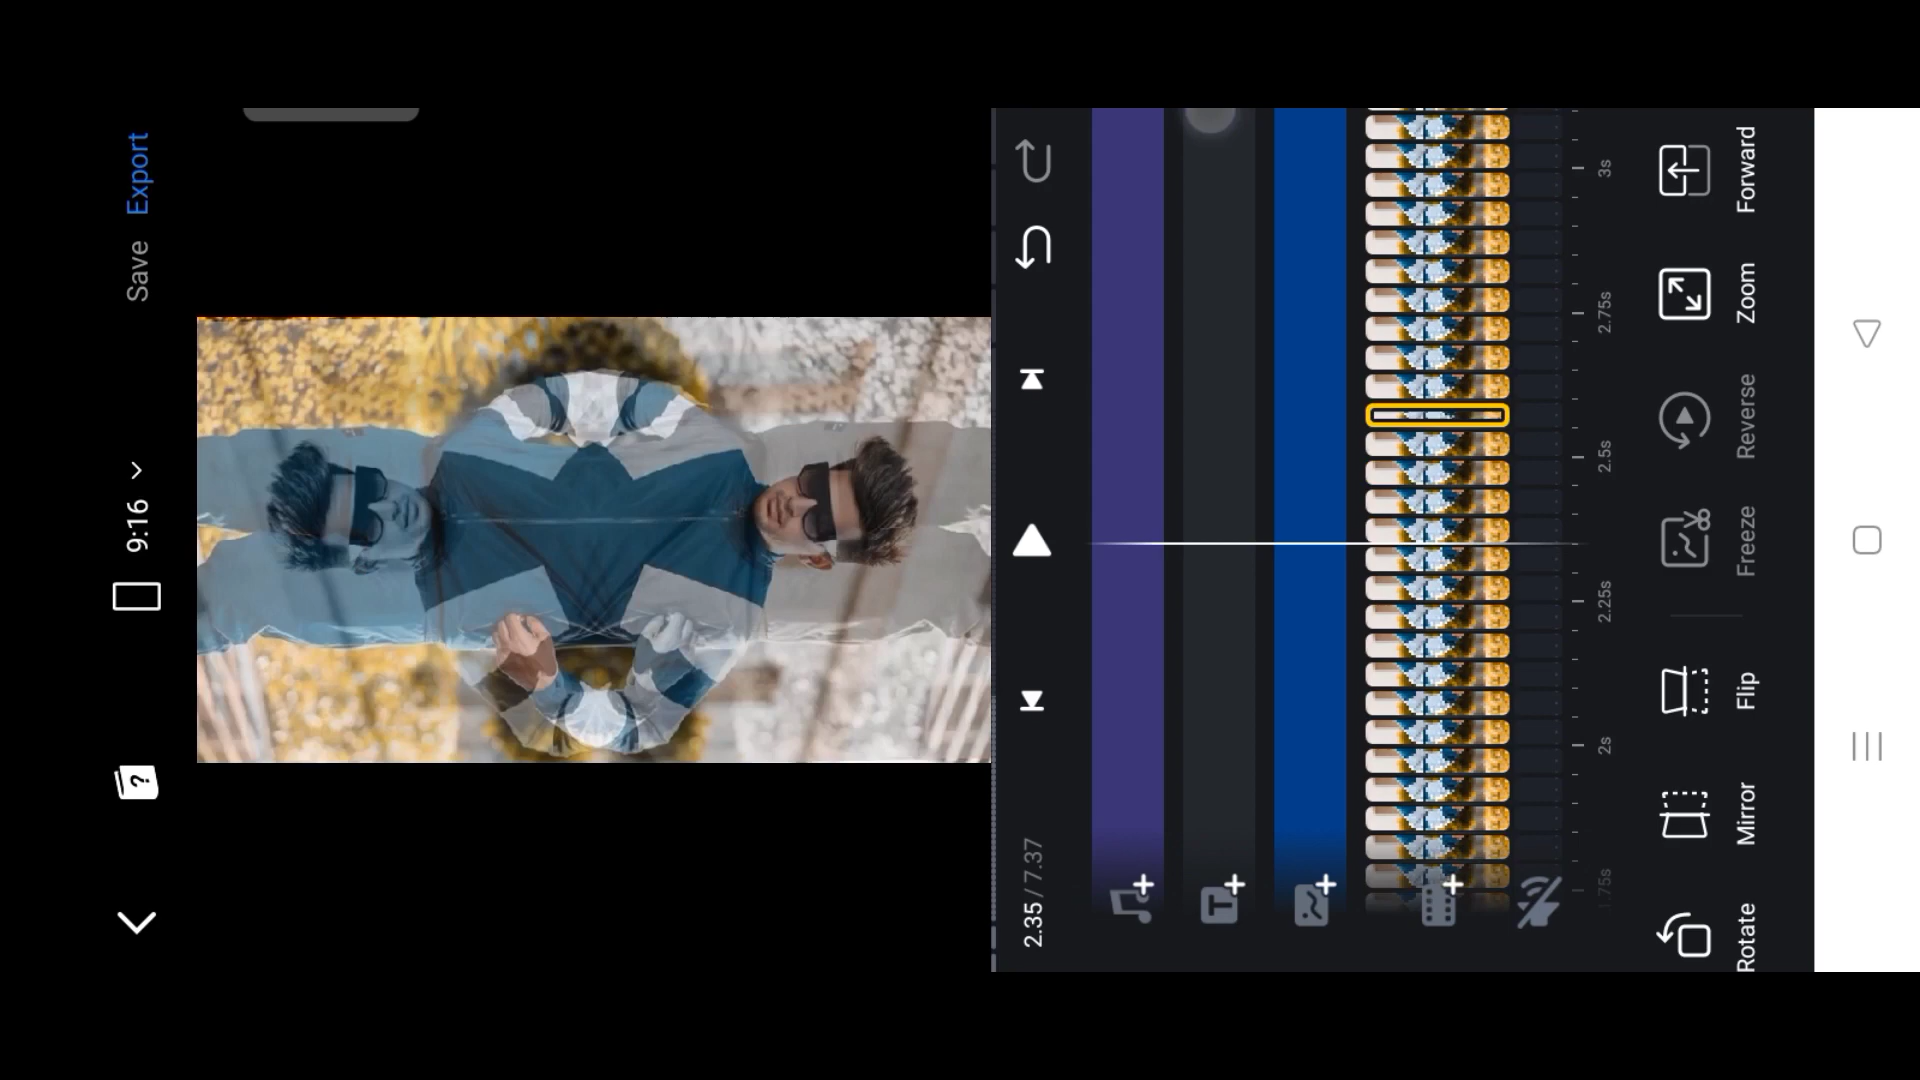 9:16
Save
Export
2.35 / 7.37
T
1.75s
2s
2.25s
2.5s
2.75s
3s
Rotate
Mirror
Flip
Freeze
Reverse
Zoom
Forward
?